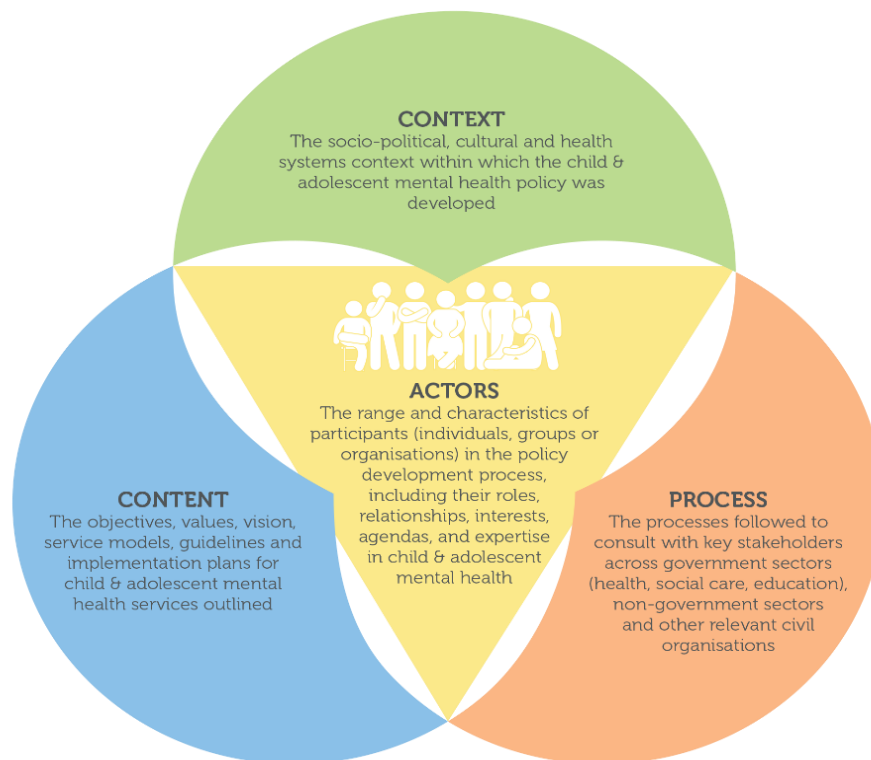 CONTEXT
The socio-political, cultural and health
systems context within which the child &
adolescent mental health policy was
developed
ACTORS
The range and characteristics of
participants (individuals, groups or
organisations) in the policy
development process,
including their roles,
relationships, interests,
agendas, and expertise
in child & adolescent
mental health
CONTENT
The objectives, values, vision,
service models, guidelines and
implementation plans for
child & adolescent mental
health services outlined
PROCESS
The processes followed to
consult with key stakeholders
across government sectors
(health, social care, education),
non-government sectors
and other relevant civil
organisations